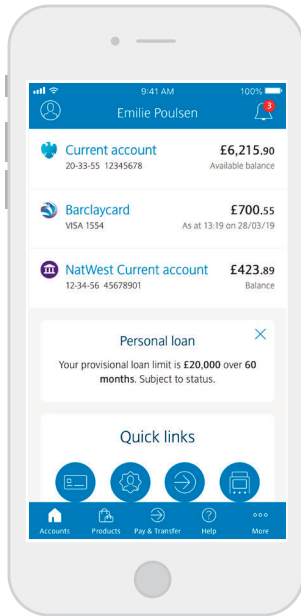 9:41 AM 100%
Emilie Poulsen 3
Current account £6,215.90
20-33-55 12345678 Available balance
Barclaycard £700.55
VISA 1554 As at 13:19 on 28/03/19
NatWest Current account £423.89
12-34-56 45678901 Balance
Personal loan
Your provisional loan limit is £20,000 over 60
months. Subject to status.
Quick links
Accounts Products Pay & Transfer Help More